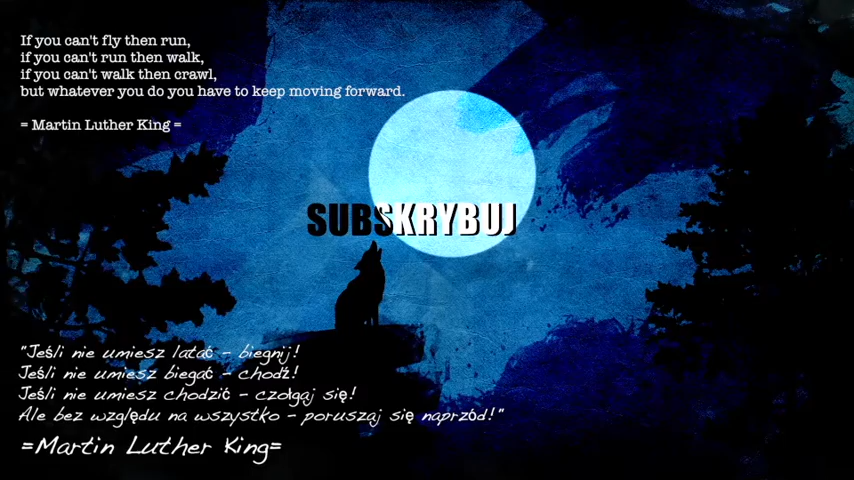 If you can't fly then run,
if you can't run then walk,
if you can't walk then crawl,
but whatever you do you have to keep moving forward.
= Martin Luther King =
SUBSKRYBUJ
"Jeśli nie umiesz latać - biegnij!
Jeśli nie umiesz biegać - chodź!
Jeśli nie umiesz chodzić - czołgaj się!
Ale bez względu na wszystko - poruszaj się naprzód!"
=Martin Luther King=